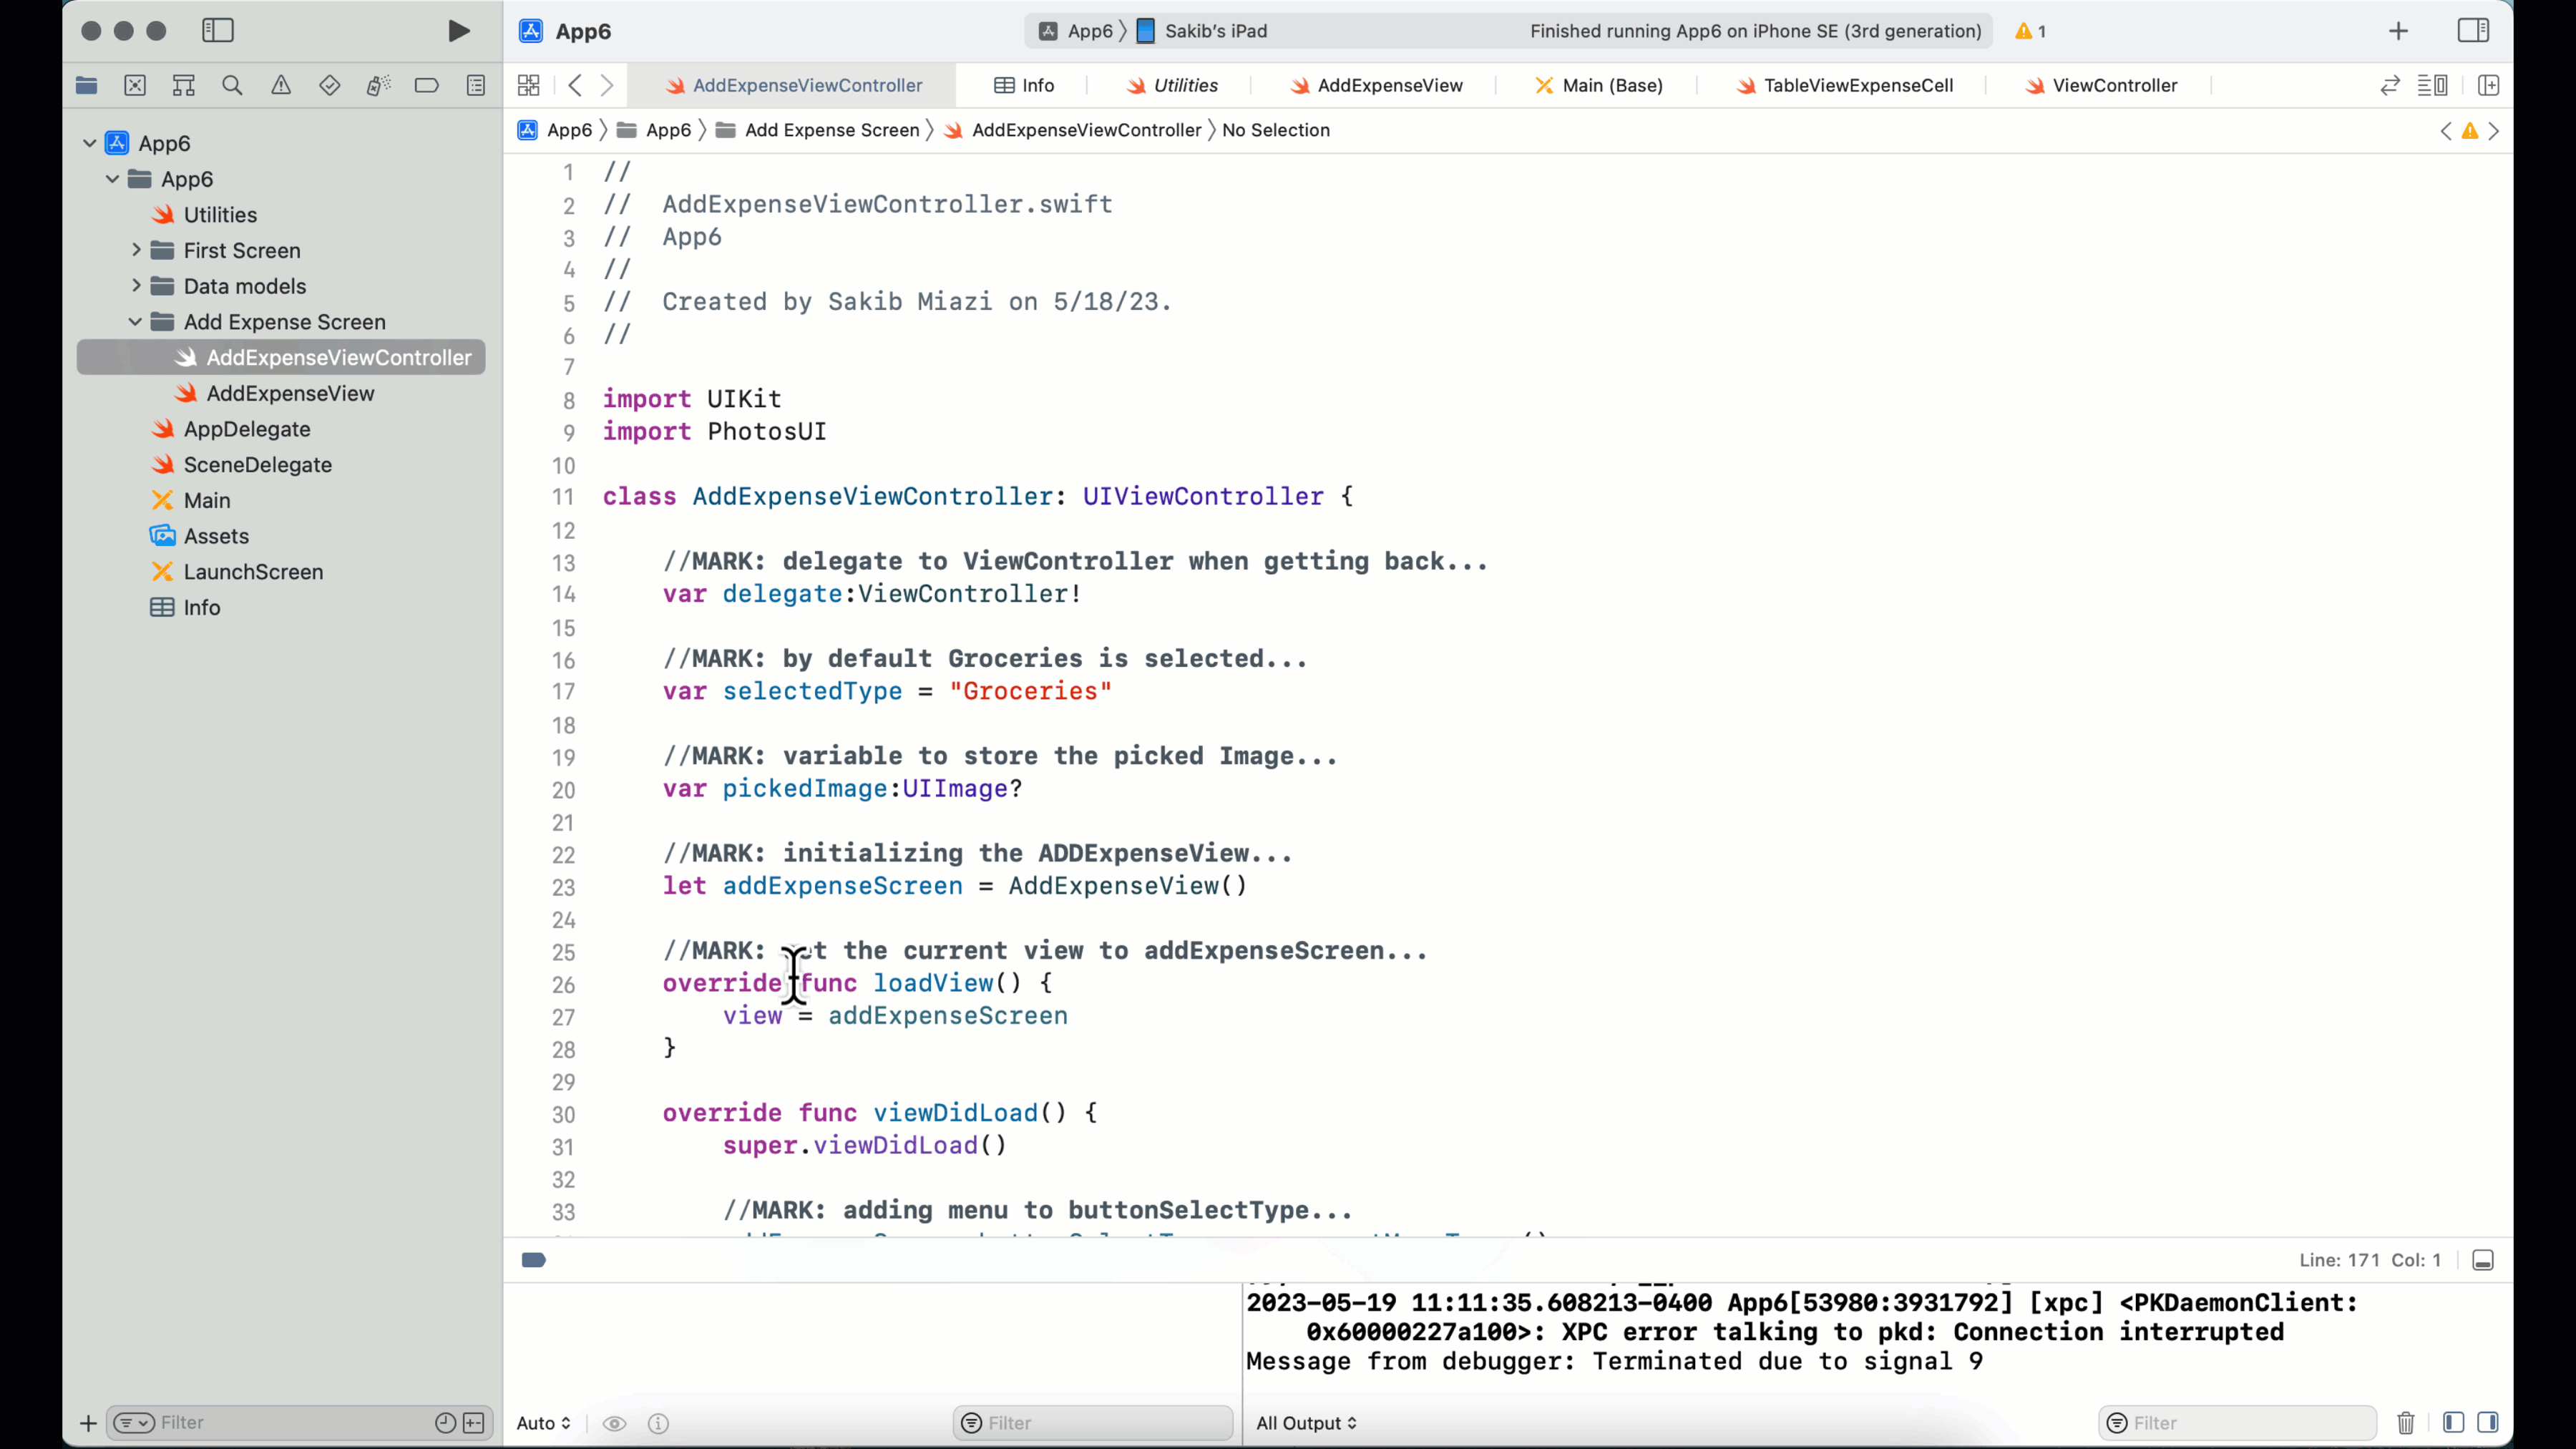 App6
App6 〉 Sakib's iPad
Finished running App6 on iPhone SE (3rd generation)
1
AddExpenseViewController
Info
Utilities
AddExpenseView
Main (Base)
TableViewExpenseCell
ViewController
App6 〉 App6 〉 Add Expense Screen 〉 AddExpenseViewController 〉 No Selection
App6
App6
Utilities
First Screen
Data models
Add Expense Screen
AddExpenseViewController
AddExpenseView
AppDelegate
SceneDelegate
Main
Assets
LaunchScreen
Info
1 //
2 //  AddExpenseViewController.swift
3 //  App6
4 //
5 //  Created by Sakib Miazi on 5/18/23.
6 //
7
8 import UIKit
9 import PhotosUI
10
11 class AddExpenseViewController: UIViewController {
12
13     //MARK: delegate to ViewController when getting back...
14     var delegate:ViewController!
15
16     //MARK: by default Groceries is selected...
17     var selectedType = "Groceries"
18
19     //MARK: variable to store the picked Image...
20     var pickedImage:UIImage?
21
22     //MARK: initializing the ADDExpenseView...
23     let addExpenseScreen = AddExpenseView()
24
25     //MARK: the current view to addExpenseScreen...
26     override func loadView() {
27         view = addExpenseScreen
28     }
29
30     override func viewDidLoad() {
31         super.viewDidLoad()
32
33         //MARK: adding menu to buttonSelectType...
Line: 171  Col: 1
2023-05-19 11:11:35.608213-0400 App6[53980:3931792] [xpc] <PKDaemonClient:
0x60000227a100>: XPC error talking to pkd: Connection interrupted
Message from debugger: Terminated due to signal 9
Filter
Auto
Filter
All Output
Filter